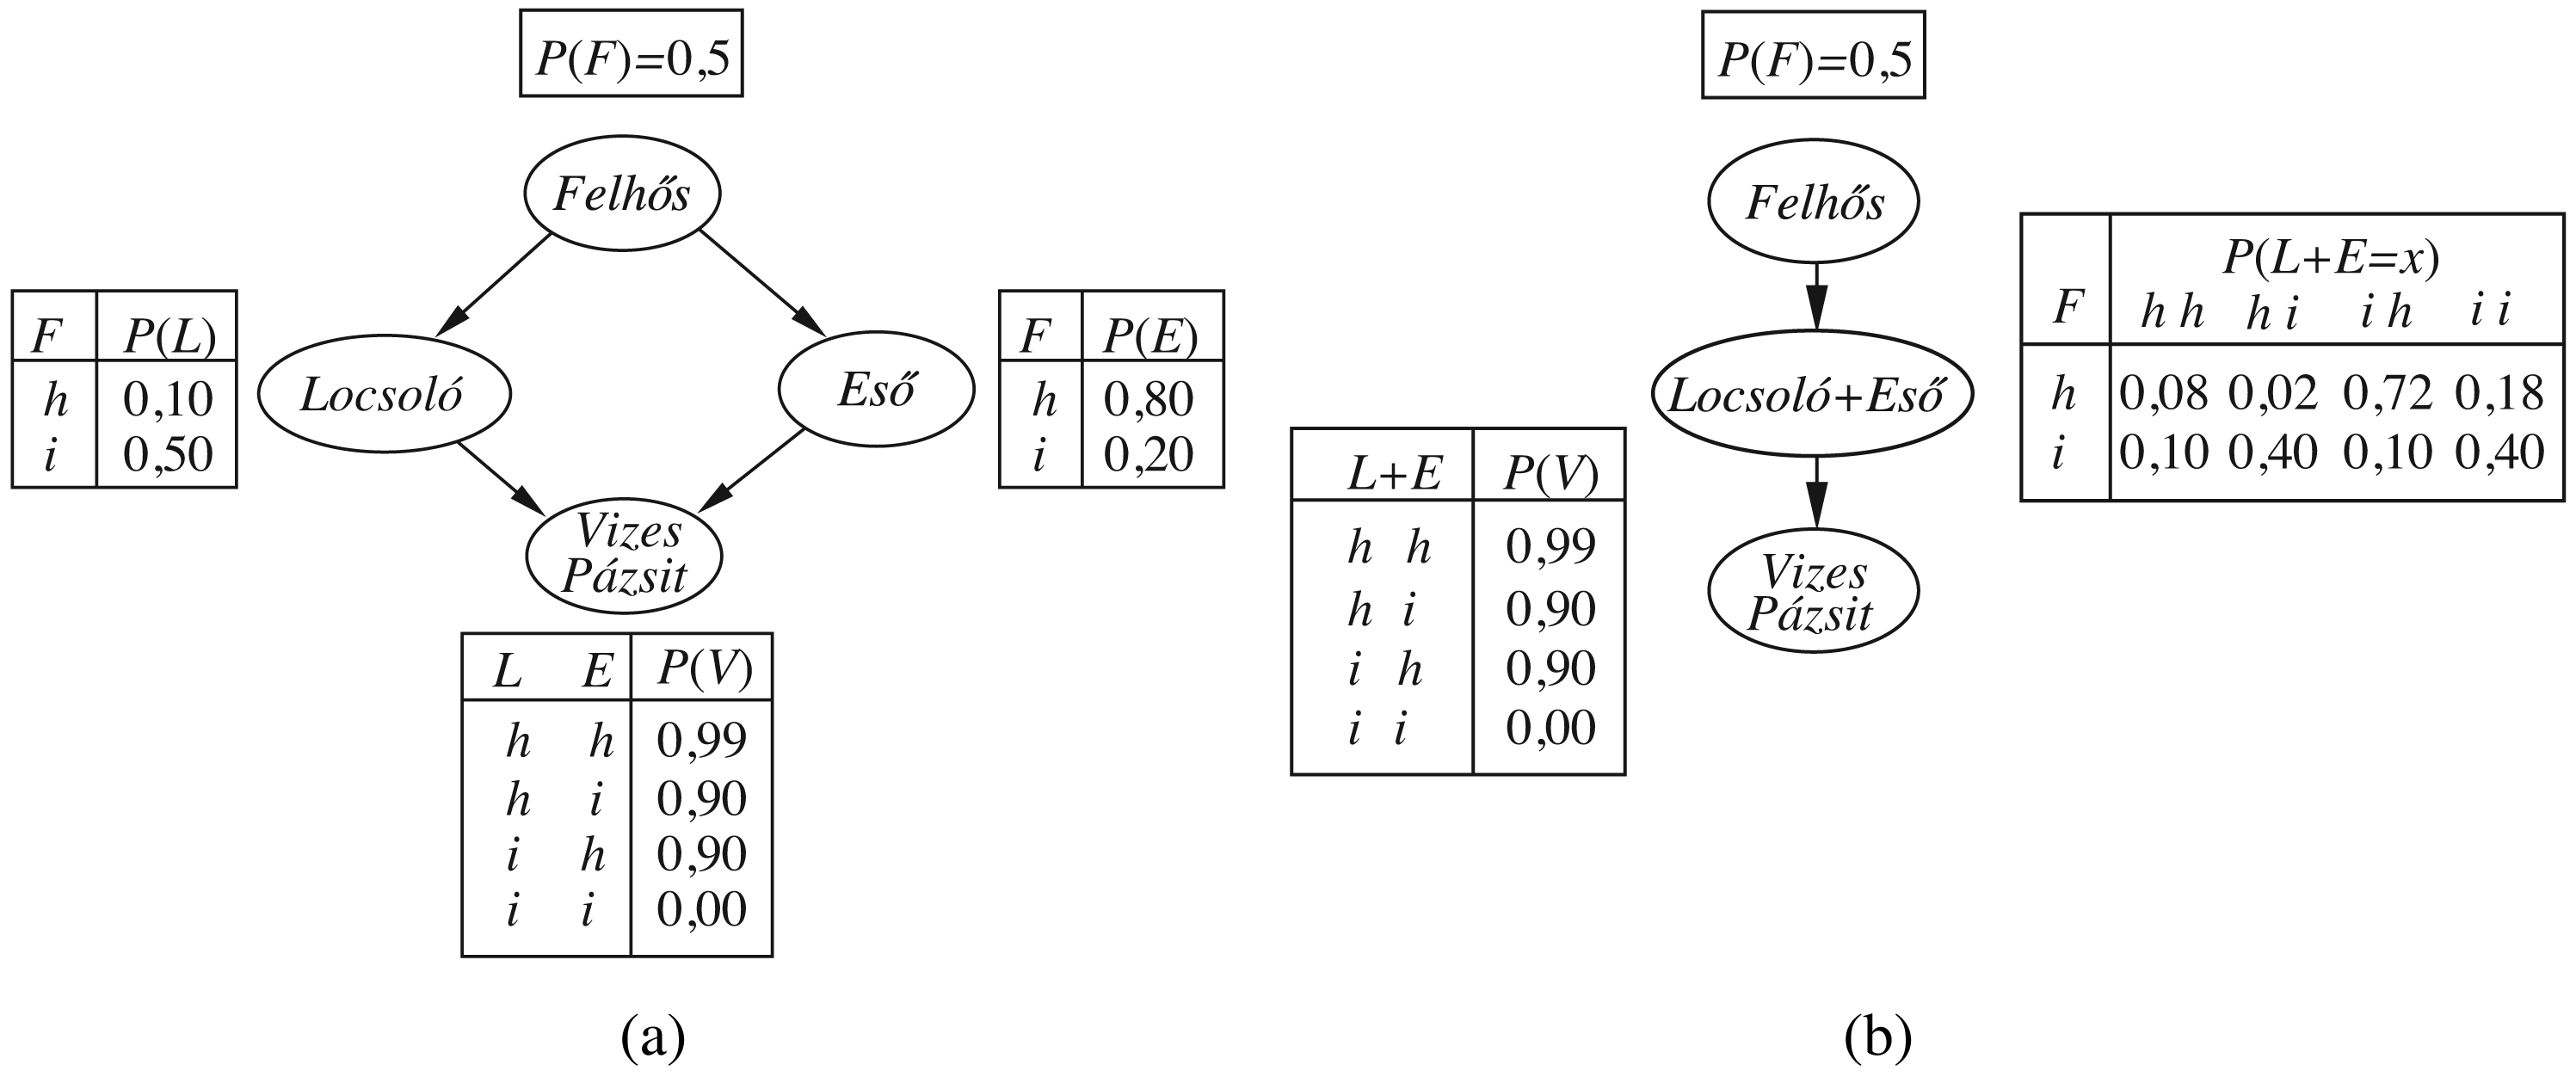 P(F)=0,5
Felhős
F P(L)
h 0,10
i 0,50
Locsoló
Eső
F P(E)
h 0,80
i 0,20
Vizes
Pázsit
L E P(V)
h h 0,99
h i 0,90
i h 0,90
i i 0,00
(a)
P(F)=0,5
Felhős
P(L+E=x)
F h h h i i h i i
h 0,08 0,02 0,72 0,18
i 0,10 0,40 0,10 0,40
Locsoló+Eső
L+E P(V)
h h 0,99
h i 0,90
i h 0,90
i i 0,00
Vizes
Pázsit
(b)